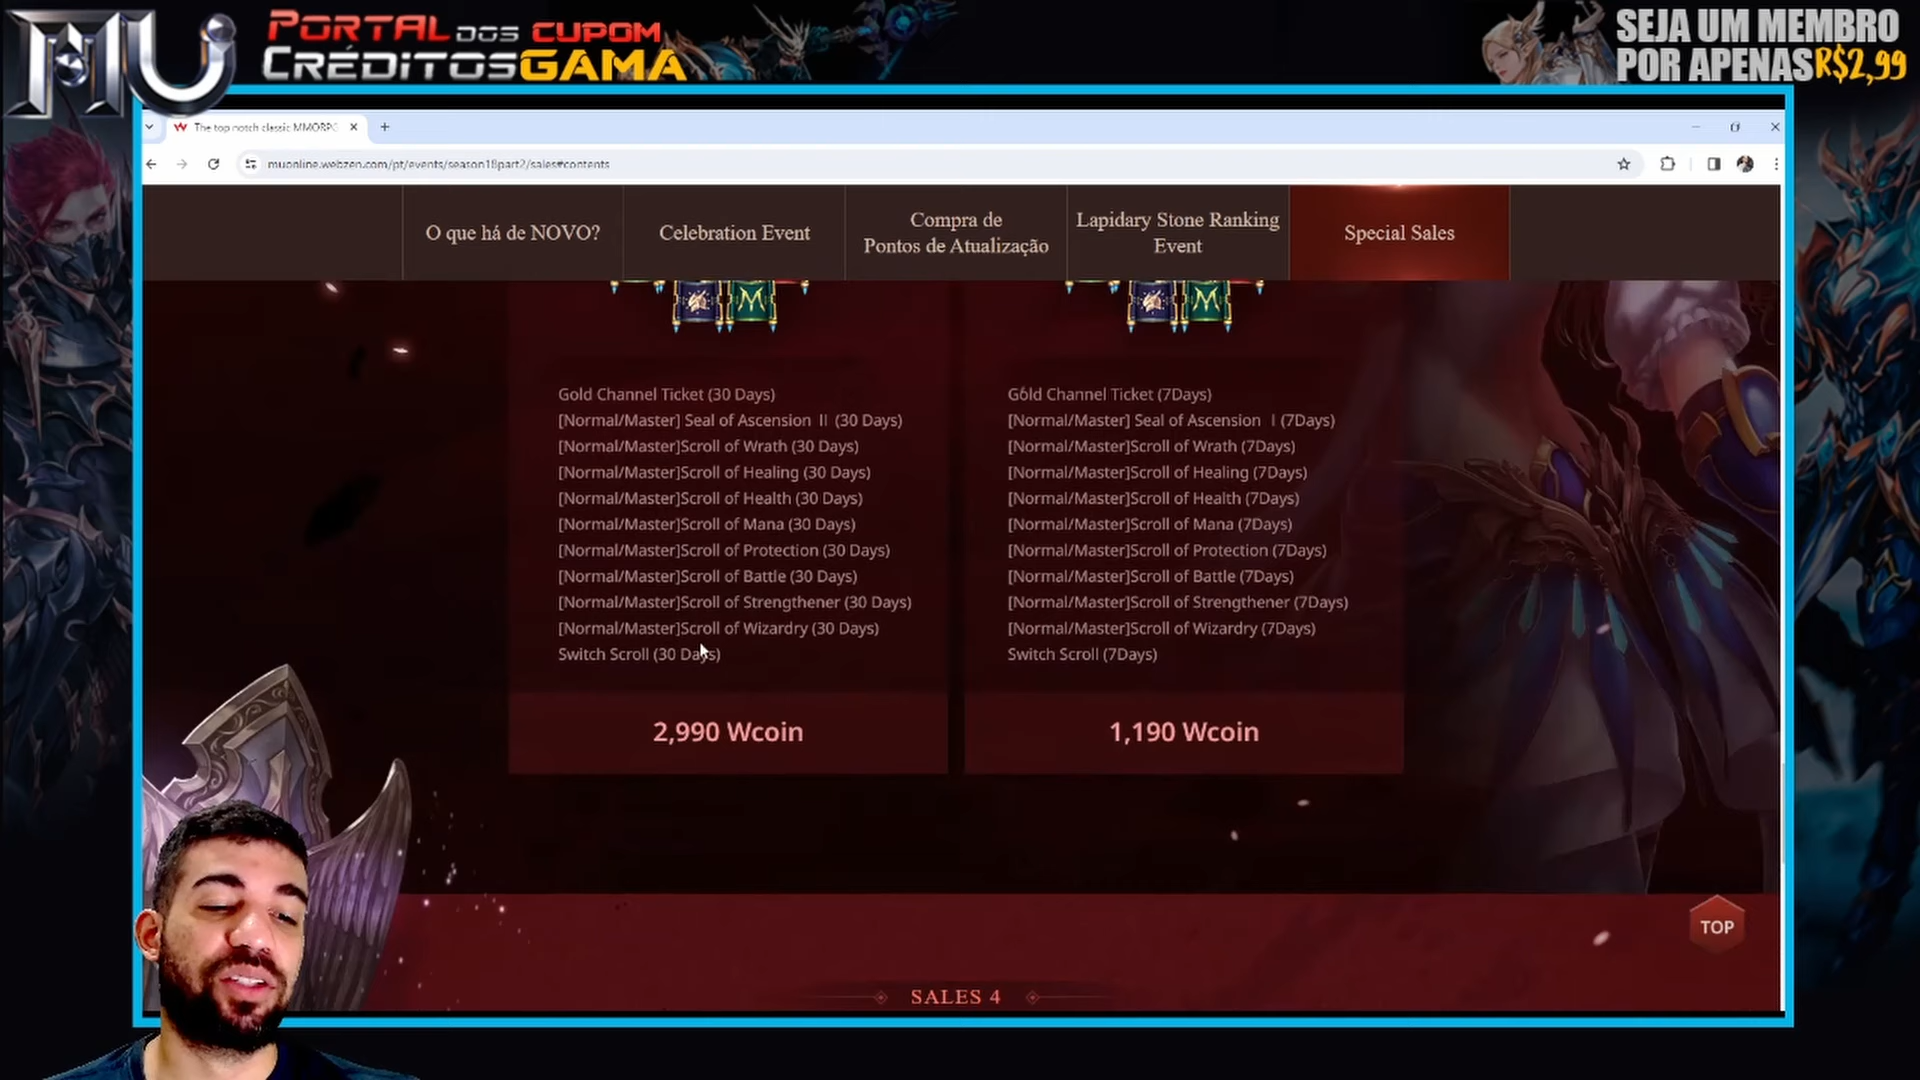 MU
PORTAL DOS CUPOM
CRÉDITOS GAMA
SEJA UM MEMBRO
POR APENAS R$2,99
The top notch classic MMORPG
muonline.webzen.com/pt/events/season18part2/sales#contents
O que há de NOVO?
Celebration Event
Compra de
Pontos de Atualização
Lapidary Stone Ranking
Event
Special Sales
Gold Channel Ticket (30 Days)
[Normal/Master] Seal of Ascension Ⅱ (30 Days)
[Normal/Master]Scroll of Wrath (30 Days)
[Normal/Master]Scroll of Healing (30 Days)
[Normal/Master]Scroll of Health (30 Days)
[Normal/Master]Scroll of Mana (30 Days)
[Normal/Master]Scroll of Protection (30 Days)
[Normal/Master]Scroll of Battle (30 Days)
[Normal/Master]Scroll of Strengthener (30 Days)
[Normal/Master]Scroll of Wizardry (30 Days)
Switch Scroll (30 Days)
2,990 Wcoin
Gold Channel Ticket (7Days)
[Normal/Master] Seal of Ascension Ⅰ (7Days)
[Normal/Master]Scroll of Wrath (7Days)
[Normal/Master]Scroll of Healing (7Days)
[Normal/Master]Scroll of Health (7Days)
[Normal/Master]Scroll of Mana (7Days)
[Normal/Master]Scroll of Protection (7Days)
[Normal/Master]Scroll of Battle (7Days)
[Normal/Master]Scroll of Strengthener (7Days)
[Normal/Master]Scroll of Wizardry (7Days)
Switch Scroll (7Days)
1,190 Wcoin
TOP
SALES 4